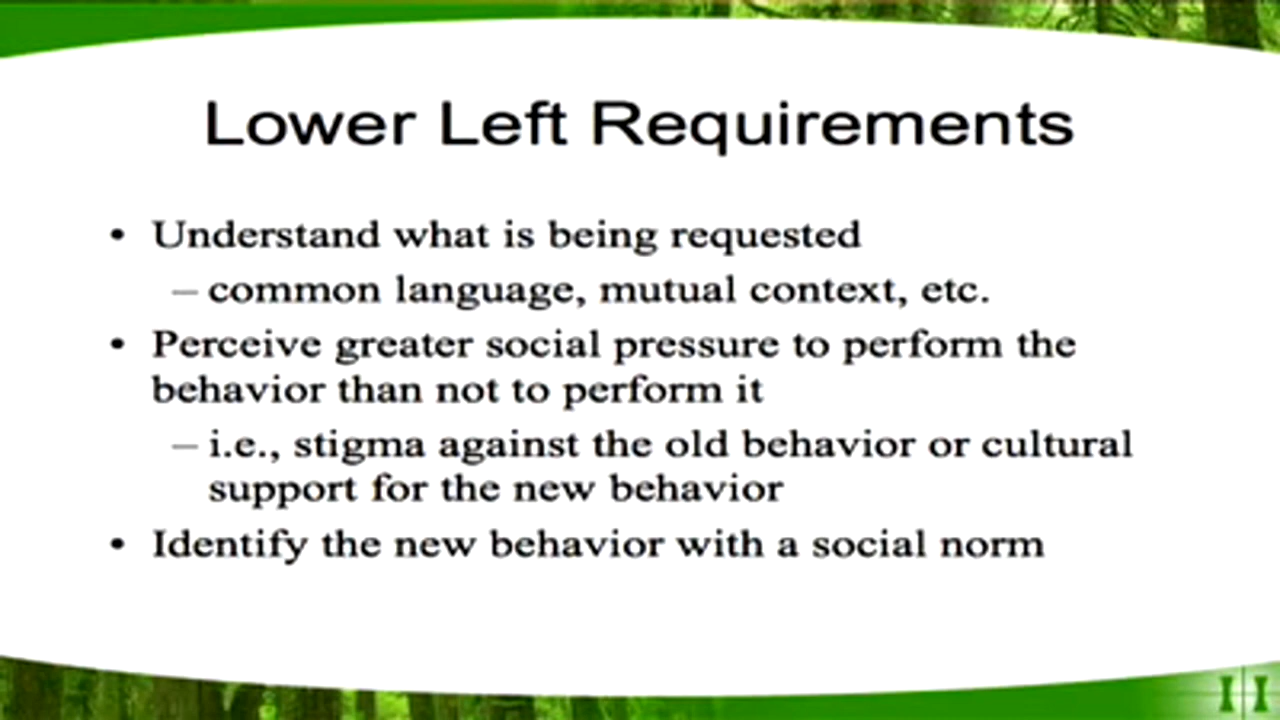 Lower Left Requirements
• Understand what is being requested
– common language, mutual context, etc.
• Perceive greater social pressure to perform the
behavior than not to perform it
– i.e., stigma against the old behavior or cultural
support for the new behavior
• Identify the new behavior with a social norm